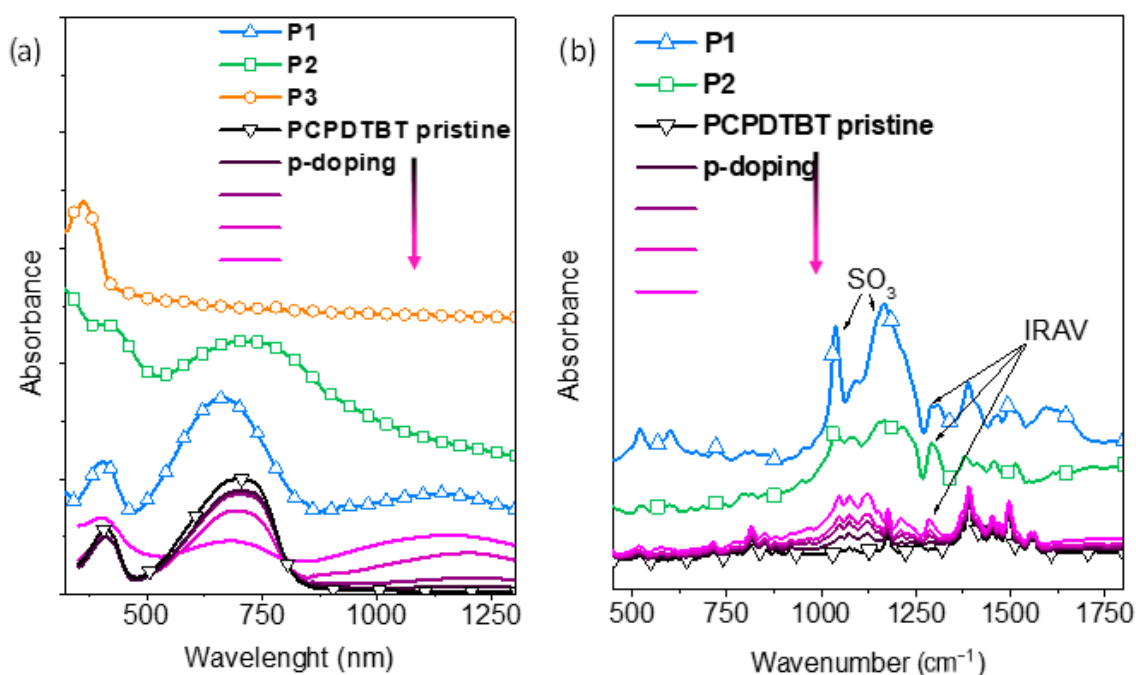 (a)
P1
P2
P3
PCPDTBT pristine
p-doping
Absorbance
500
750
1000
1250
Wavelenght (nm)
(b)
P1
P2
PCPDTBT pristine
p-doping
SO₃
IRAV
Absorbance
500
750
1000
1250
1500
1750
Wavenumber (cm⁻¹)